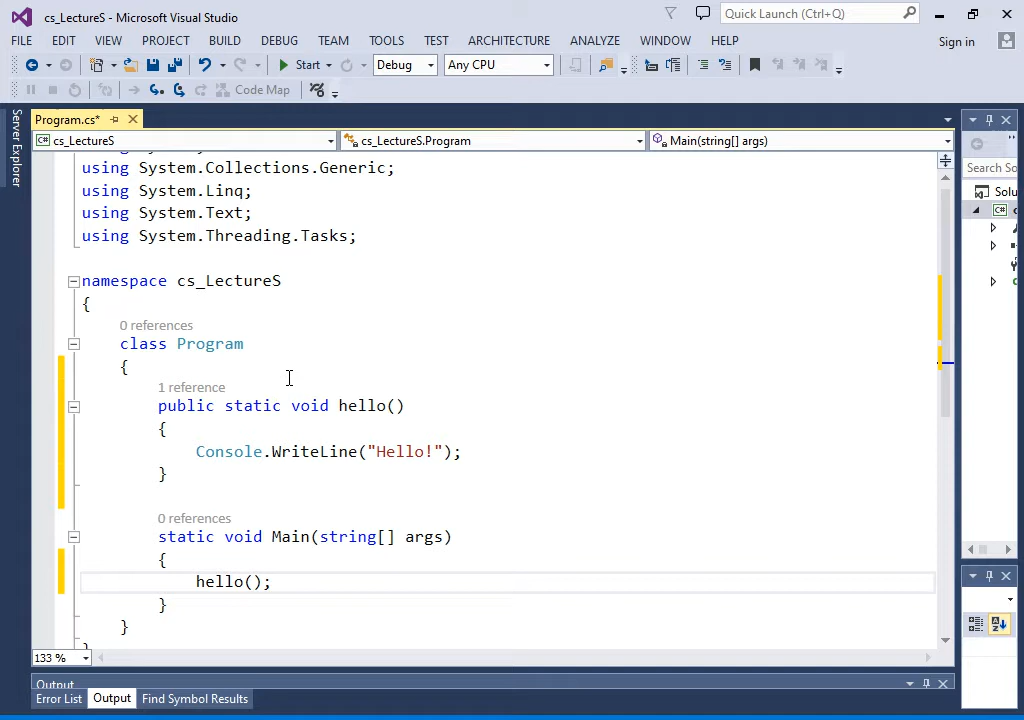 cs_LectureS - Microsoft Visual Studio
Quick Launch (Ctrl+Q)
FILE EDIT VIEW PROJECT BUILD DEBUG TEAM TOOLS TEST ARCHITECTURE ANALYZE WINDOW HELP Sign in
Start Debug Any CPU
Code Map
Program.cs*
cs_LectureS cs_LectureS.Program Main(string[] args)
Server Explorer
Search So
Solu
using System.Collections.Generic;
using System.Linq;
using System.Text;
using System.Threading.Tasks;
namespace cs_LectureS
{
0 references
class Program
{
1 reference
public static void hello()
{
Console.WriteLine("Hello!");
}
0 references
static void Main(string[] args)
{
hello();
}
}
133 %
Output
Error List Output Find Symbol Results